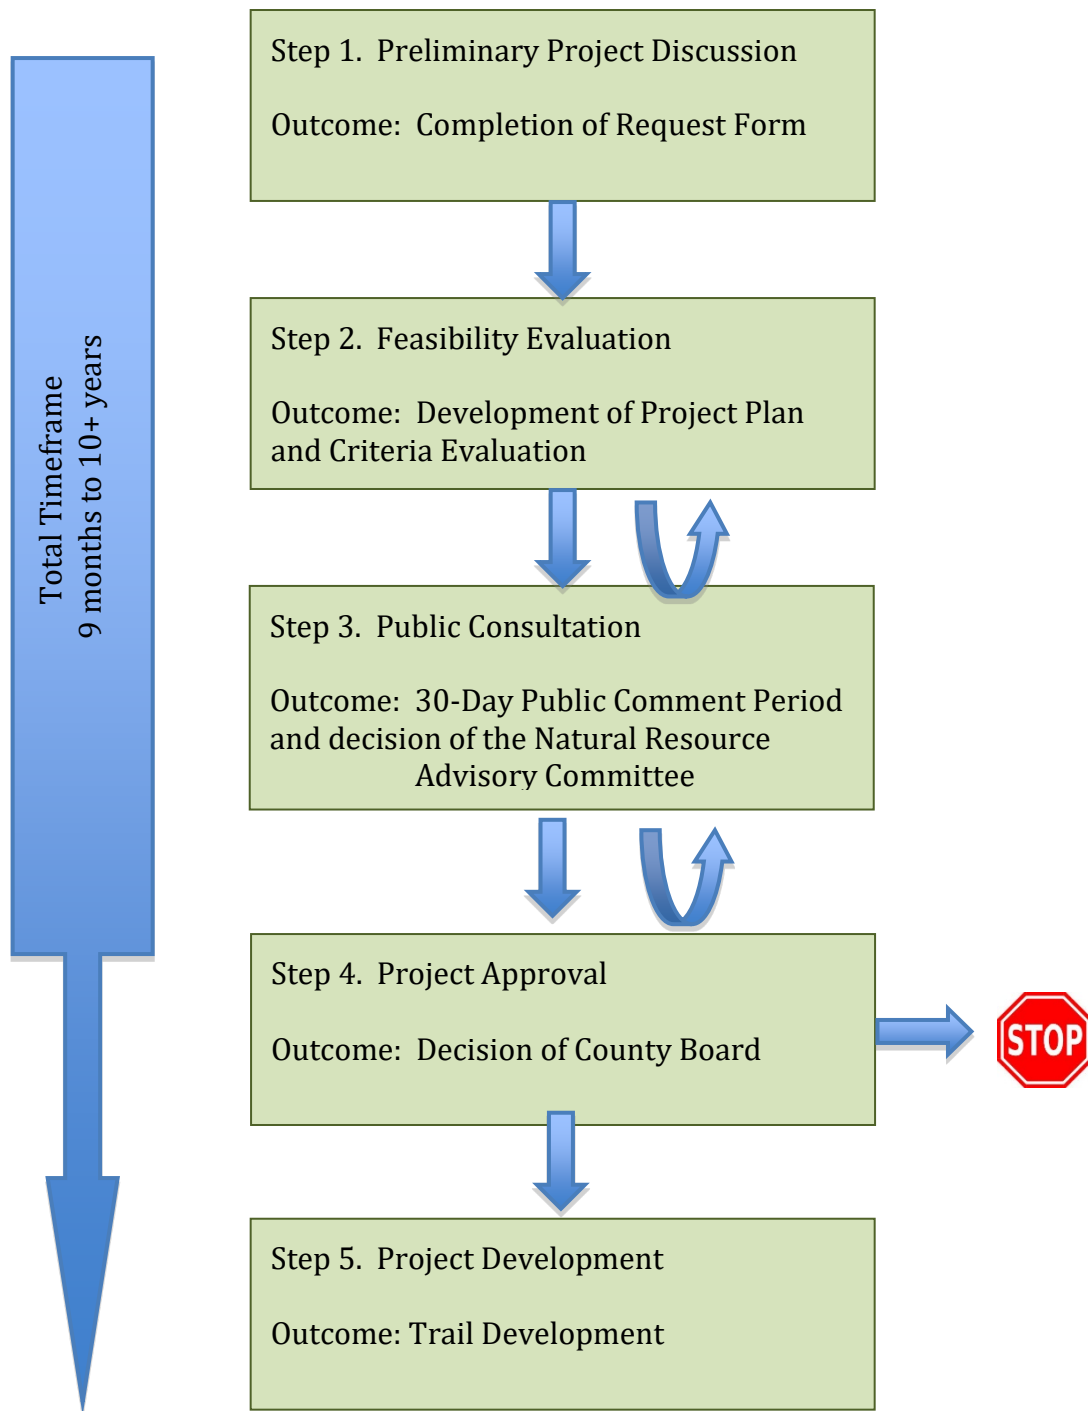 Step 1.  Preliminary Project Discussion
Outcome:  Completion of Request Form
Total Timeframe
9 months to 10+ years
Step 2.  Feasibility Evaluation
Outcome:  Development of Project Plan
and Criteria Evaluation
Step 3.  Public Consultation
Outcome:  30-Day Public Comment Period
and decision of the Natural Resource
Advisory Committee
Step 4.  Project Approval
Outcome:  Decision of County Board
STOP
Step 5.  Project Development
Outcome: Trail Development